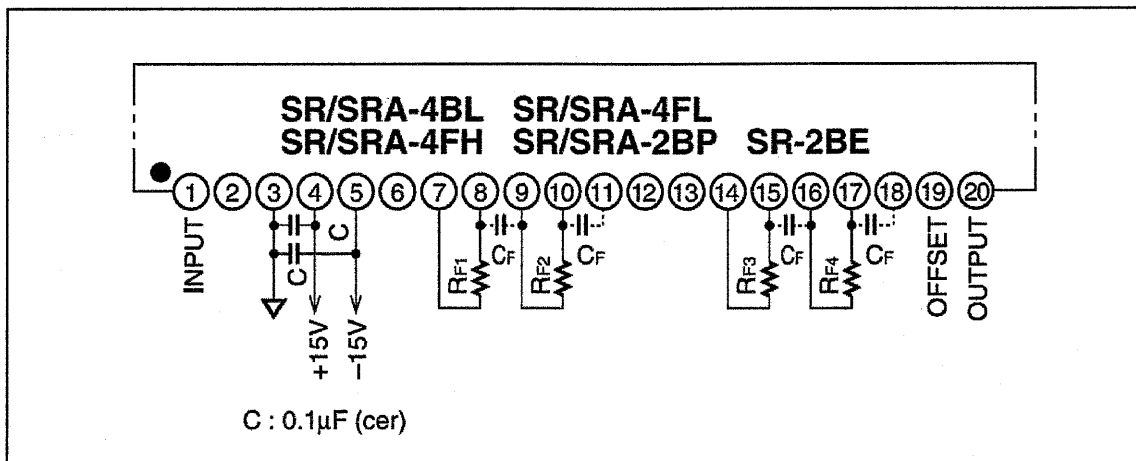 SR/SRA-4BL SR/SRA-4FL
SR/SRA-4FH SR/SRA-2BP SR-2BE
1 2 3 4 5 6 7 8 9 10 11 12 13 14 15 16 17 18 19 20
INPUT
C
C
+15V
−15V
RF1
CF
RF2
CF
RF3
CF
RF4
CF
OFFSET
OUTPUT
C : 0.1μF (cer)